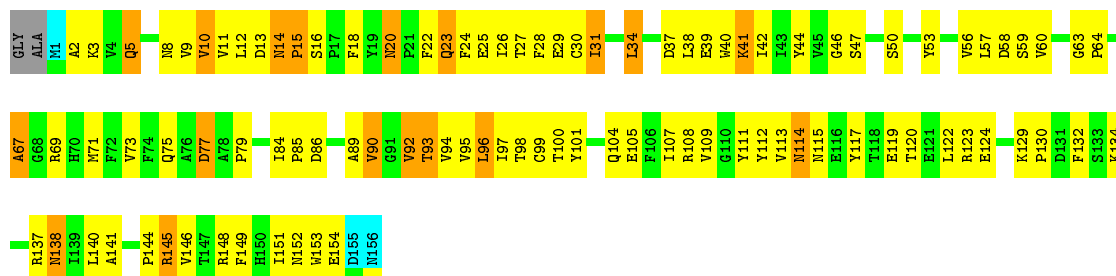 GLY ALA M1 A2 K3 V4 Q5 N8 V9 V10 V11 L12 D13 N14 P15 S16 P17 F18 Y19 N20 P21 F22 Q23 F24 E25 I26 T27 F28 E29 C30 I31 L34 D37 L38 E39 W40 K41 I42 I43 Y44 V45 G46 S47 S50 Y53 V56 L57 D58 S59 V60 G63 P64
A67 G68 R69 H70 M71 F72 V73 F74 Q75 A76 D77 A78 P79 I84 P85 D86 A89 V90 G91 V92 T93 V94 V95 L96 I97 T98 C99 T100 Y101 Q104 E105 F106 I107 R108 V109 G110 Y111 Y112 V113 N114 N115 E116 Y117 T118 E119 T120 E121 L122 R123 E124 K129 P130 D131 F132 S133 K134
R137 N138 I139 L140 A141 P144 R145 V146 T147 R148 F149 H150 I151 N152 W153 E154 D155 N156